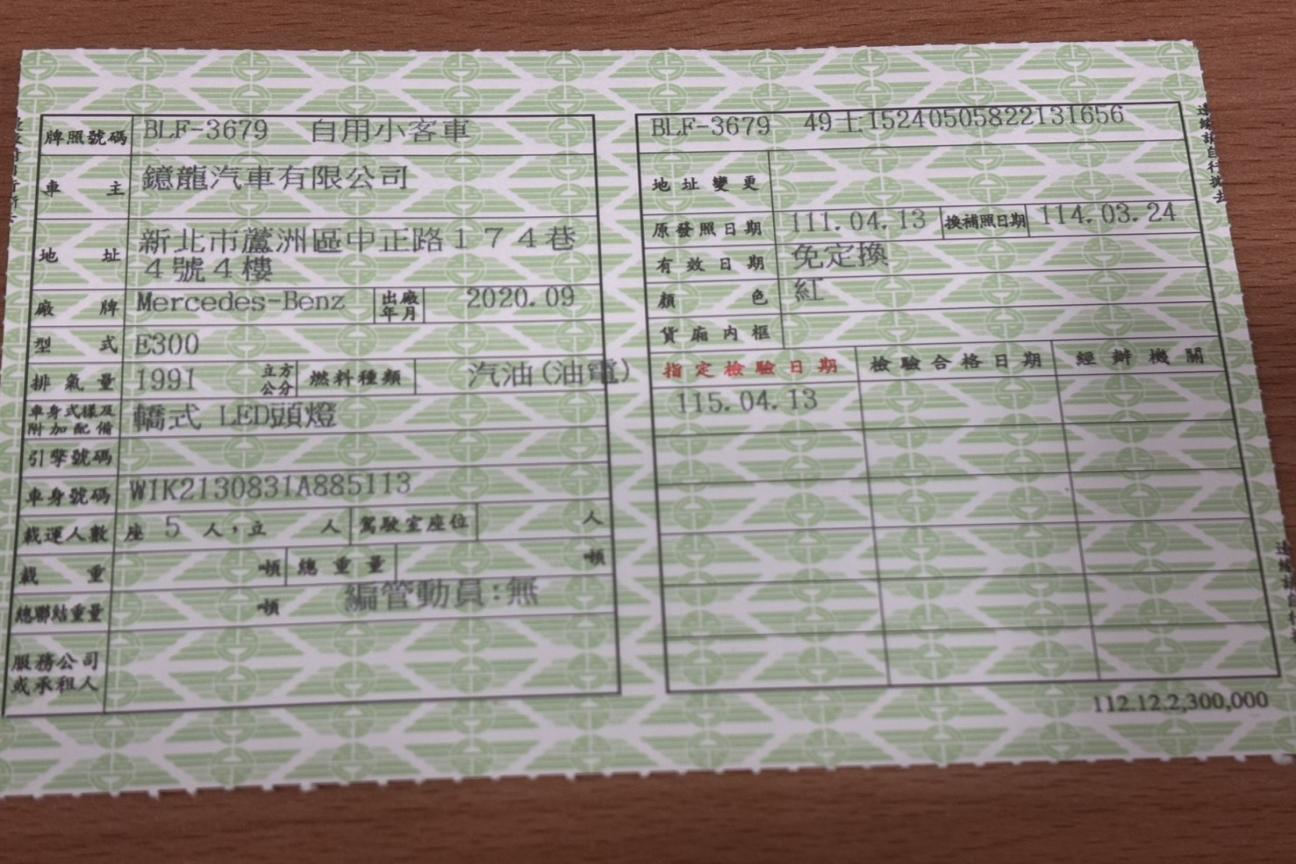 牌照號碼 BLF-3679 自用小客車
車主 鐿龍汽車有限公司
地址 新北市蘆洲區中正路１７４巷
４號４樓
廠牌 Mercedes-Benz 出廠年月 2020.09
型式 E300
排氣量 1991 立方公分 燃料種類 汽油(油電)
車身式樣及附加配備 轎式 LED頭燈
引擎號碼
車身號碼 W1K2130831A885113
載運人數 座 5 人，立 人 駕駛室座位 人
載重 噸 總重量 噸
總聯結重量 噸 編管動員:無
服務公司
或承租人
BLF-3679 49士15240505822131656
地址變更
原發照日期 111.04.13 換補照日期 114.03.24
有效日期 免定換
顏色 紅
貨廂內框
指定檢驗日期 檢驗合格日期 經辦機關
115.04.13
112.12.2,300,000